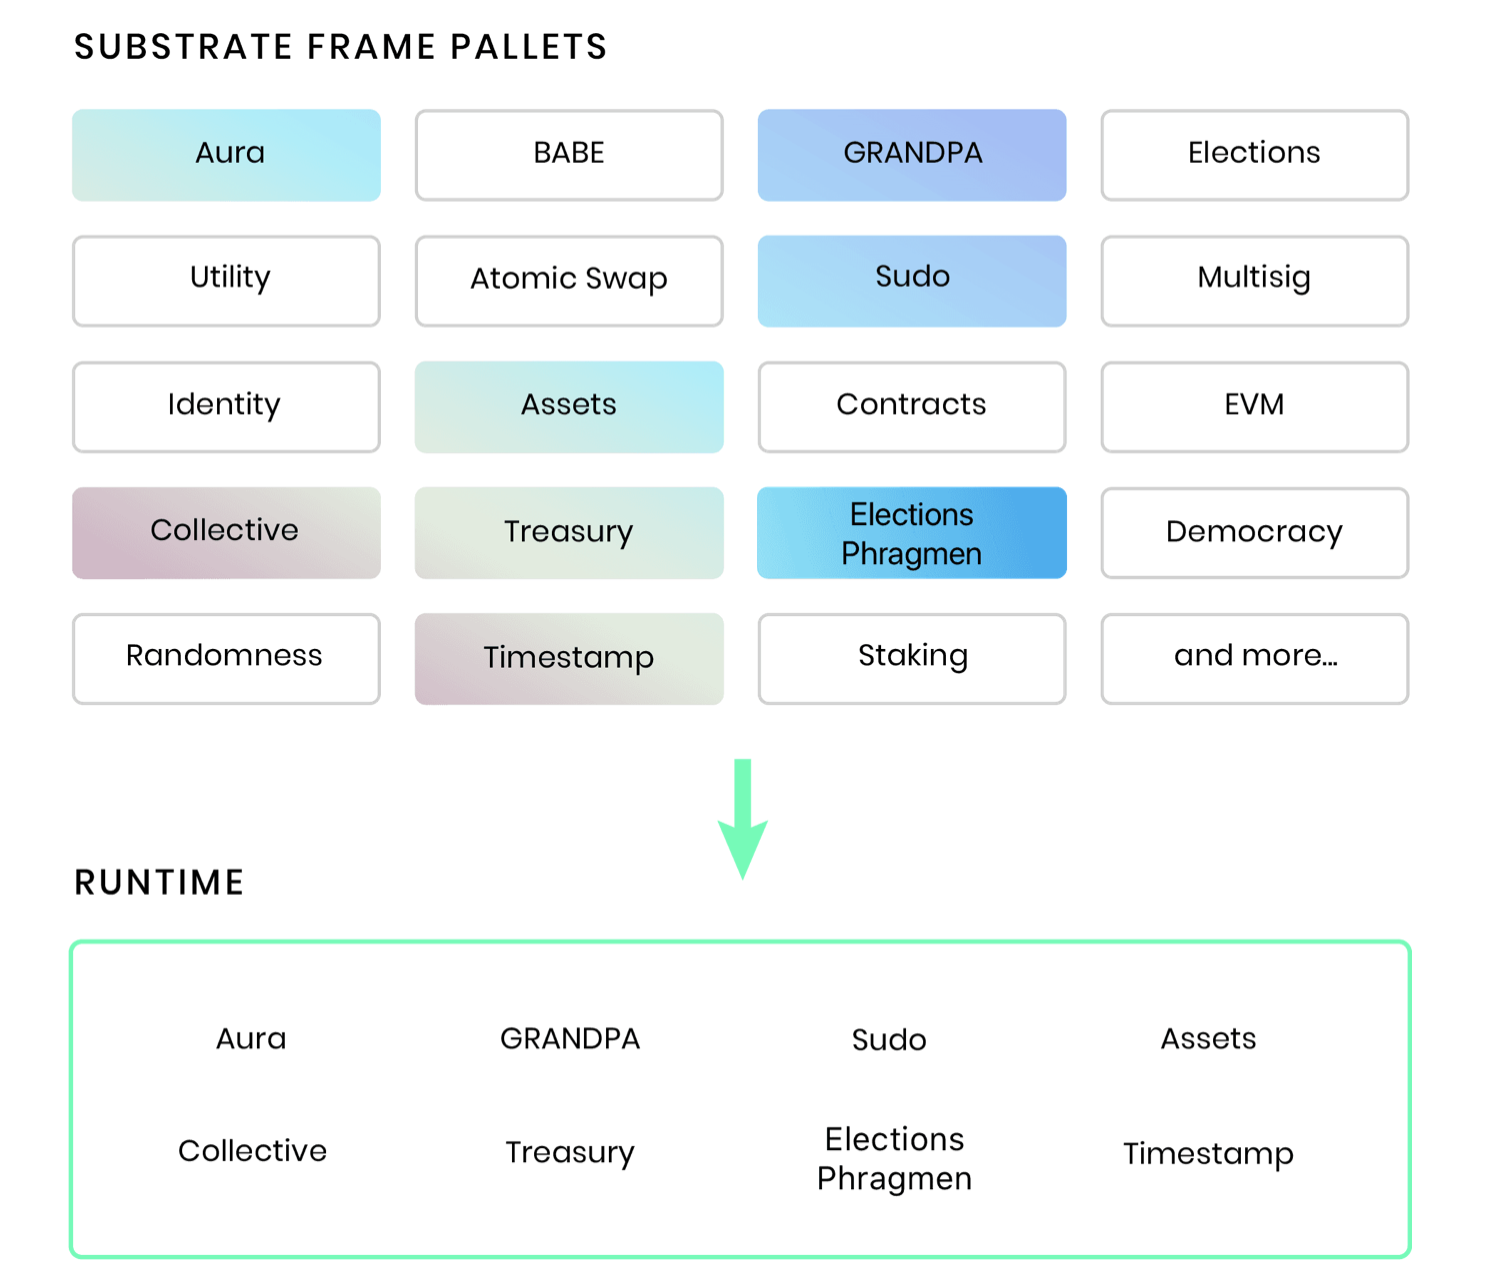 SUBSTRATE FRAME PALLETS
Aura
BABE
GRANDPA
Elections
Utility
Atomic Swap
Sudo
Multisig
Identity
Assets
Contracts
EVM
Collective
Treasury
Elections
Phragmen
Democracy
Randomness
Timestamp
Staking
and more...
RUNTIME
Aura
GRANDPA
Sudo
Assets
Collective
Treasury
Elections
Phragmen
Timestamp